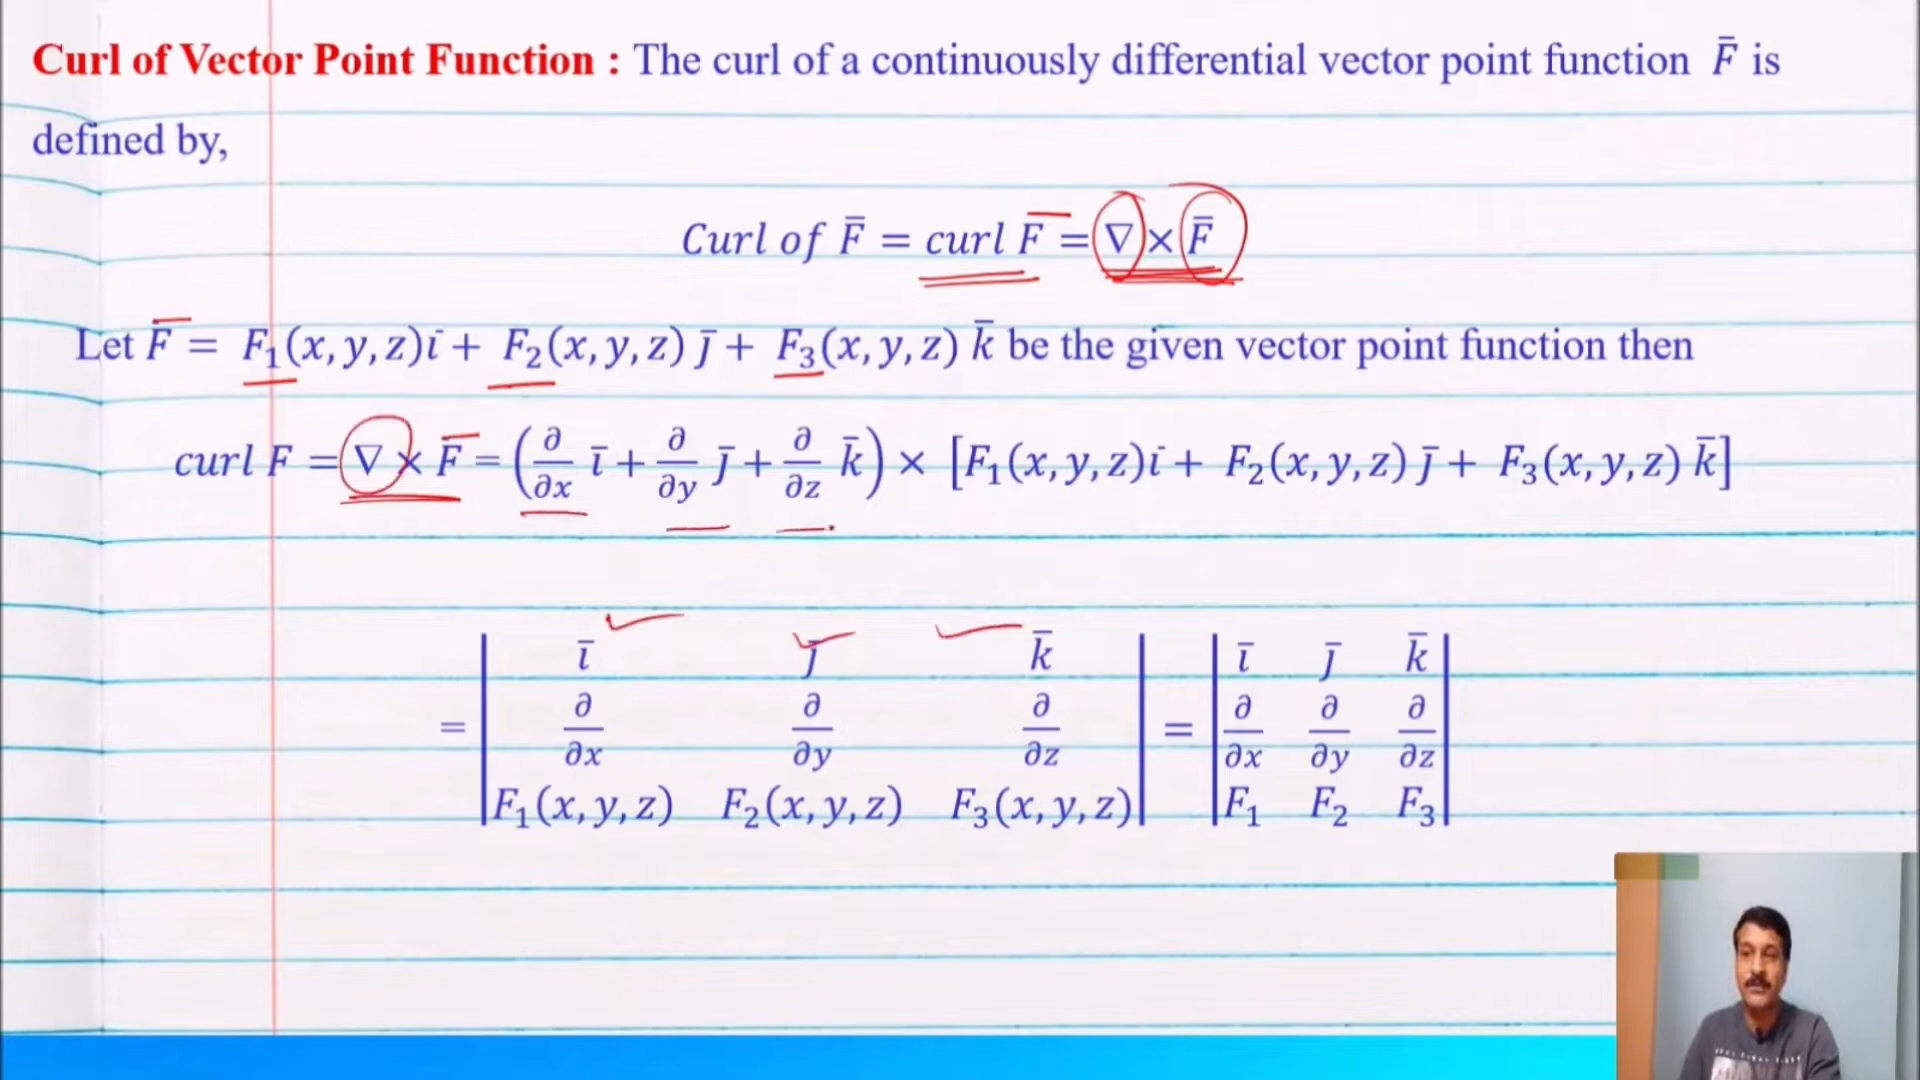 Curl of Vector Point Function : The curl of a continuously differential vector point function F̄ is
defined by,
Curl of F̄ = curl F̄ = ∇ × F̄
Let F̄ = F₁(x, y, z)ῑ + F₂(x, y, z) j̄ + F₃(x, y, z) k̄ be the given vector point function then
curl F̄ = ∇ × F̄ = (∂/∂x ῑ + ∂/∂y j̄ + ∂/∂z k̄) × [F₁(x, y, z)ῑ + F₂(x, y, z) j̄ + F₃(x, y, z) k̄]
ῑ j̄ k̄ ῑ j̄ k̄
= | ∂/∂x ∂/∂y ∂/∂z | = | ∂/∂x ∂/∂y ∂/∂z |
F₁(x, y, z) F₂(x, y, z) F₃(x, y, z) F₁ F₂ F₃